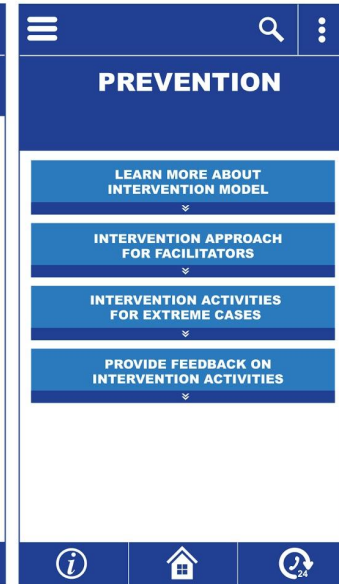 PREVENTION
LEARN MORE ABOUT
INTERVENTION MODEL
INTERVENTION APPROACH
FOR FACILITATORS
INTERVENTION ACTIVITIES
FOR EXTREME CASES
PROVIDE FEEDBACK ON
INTERVENTION ACTIVITIES
i
24